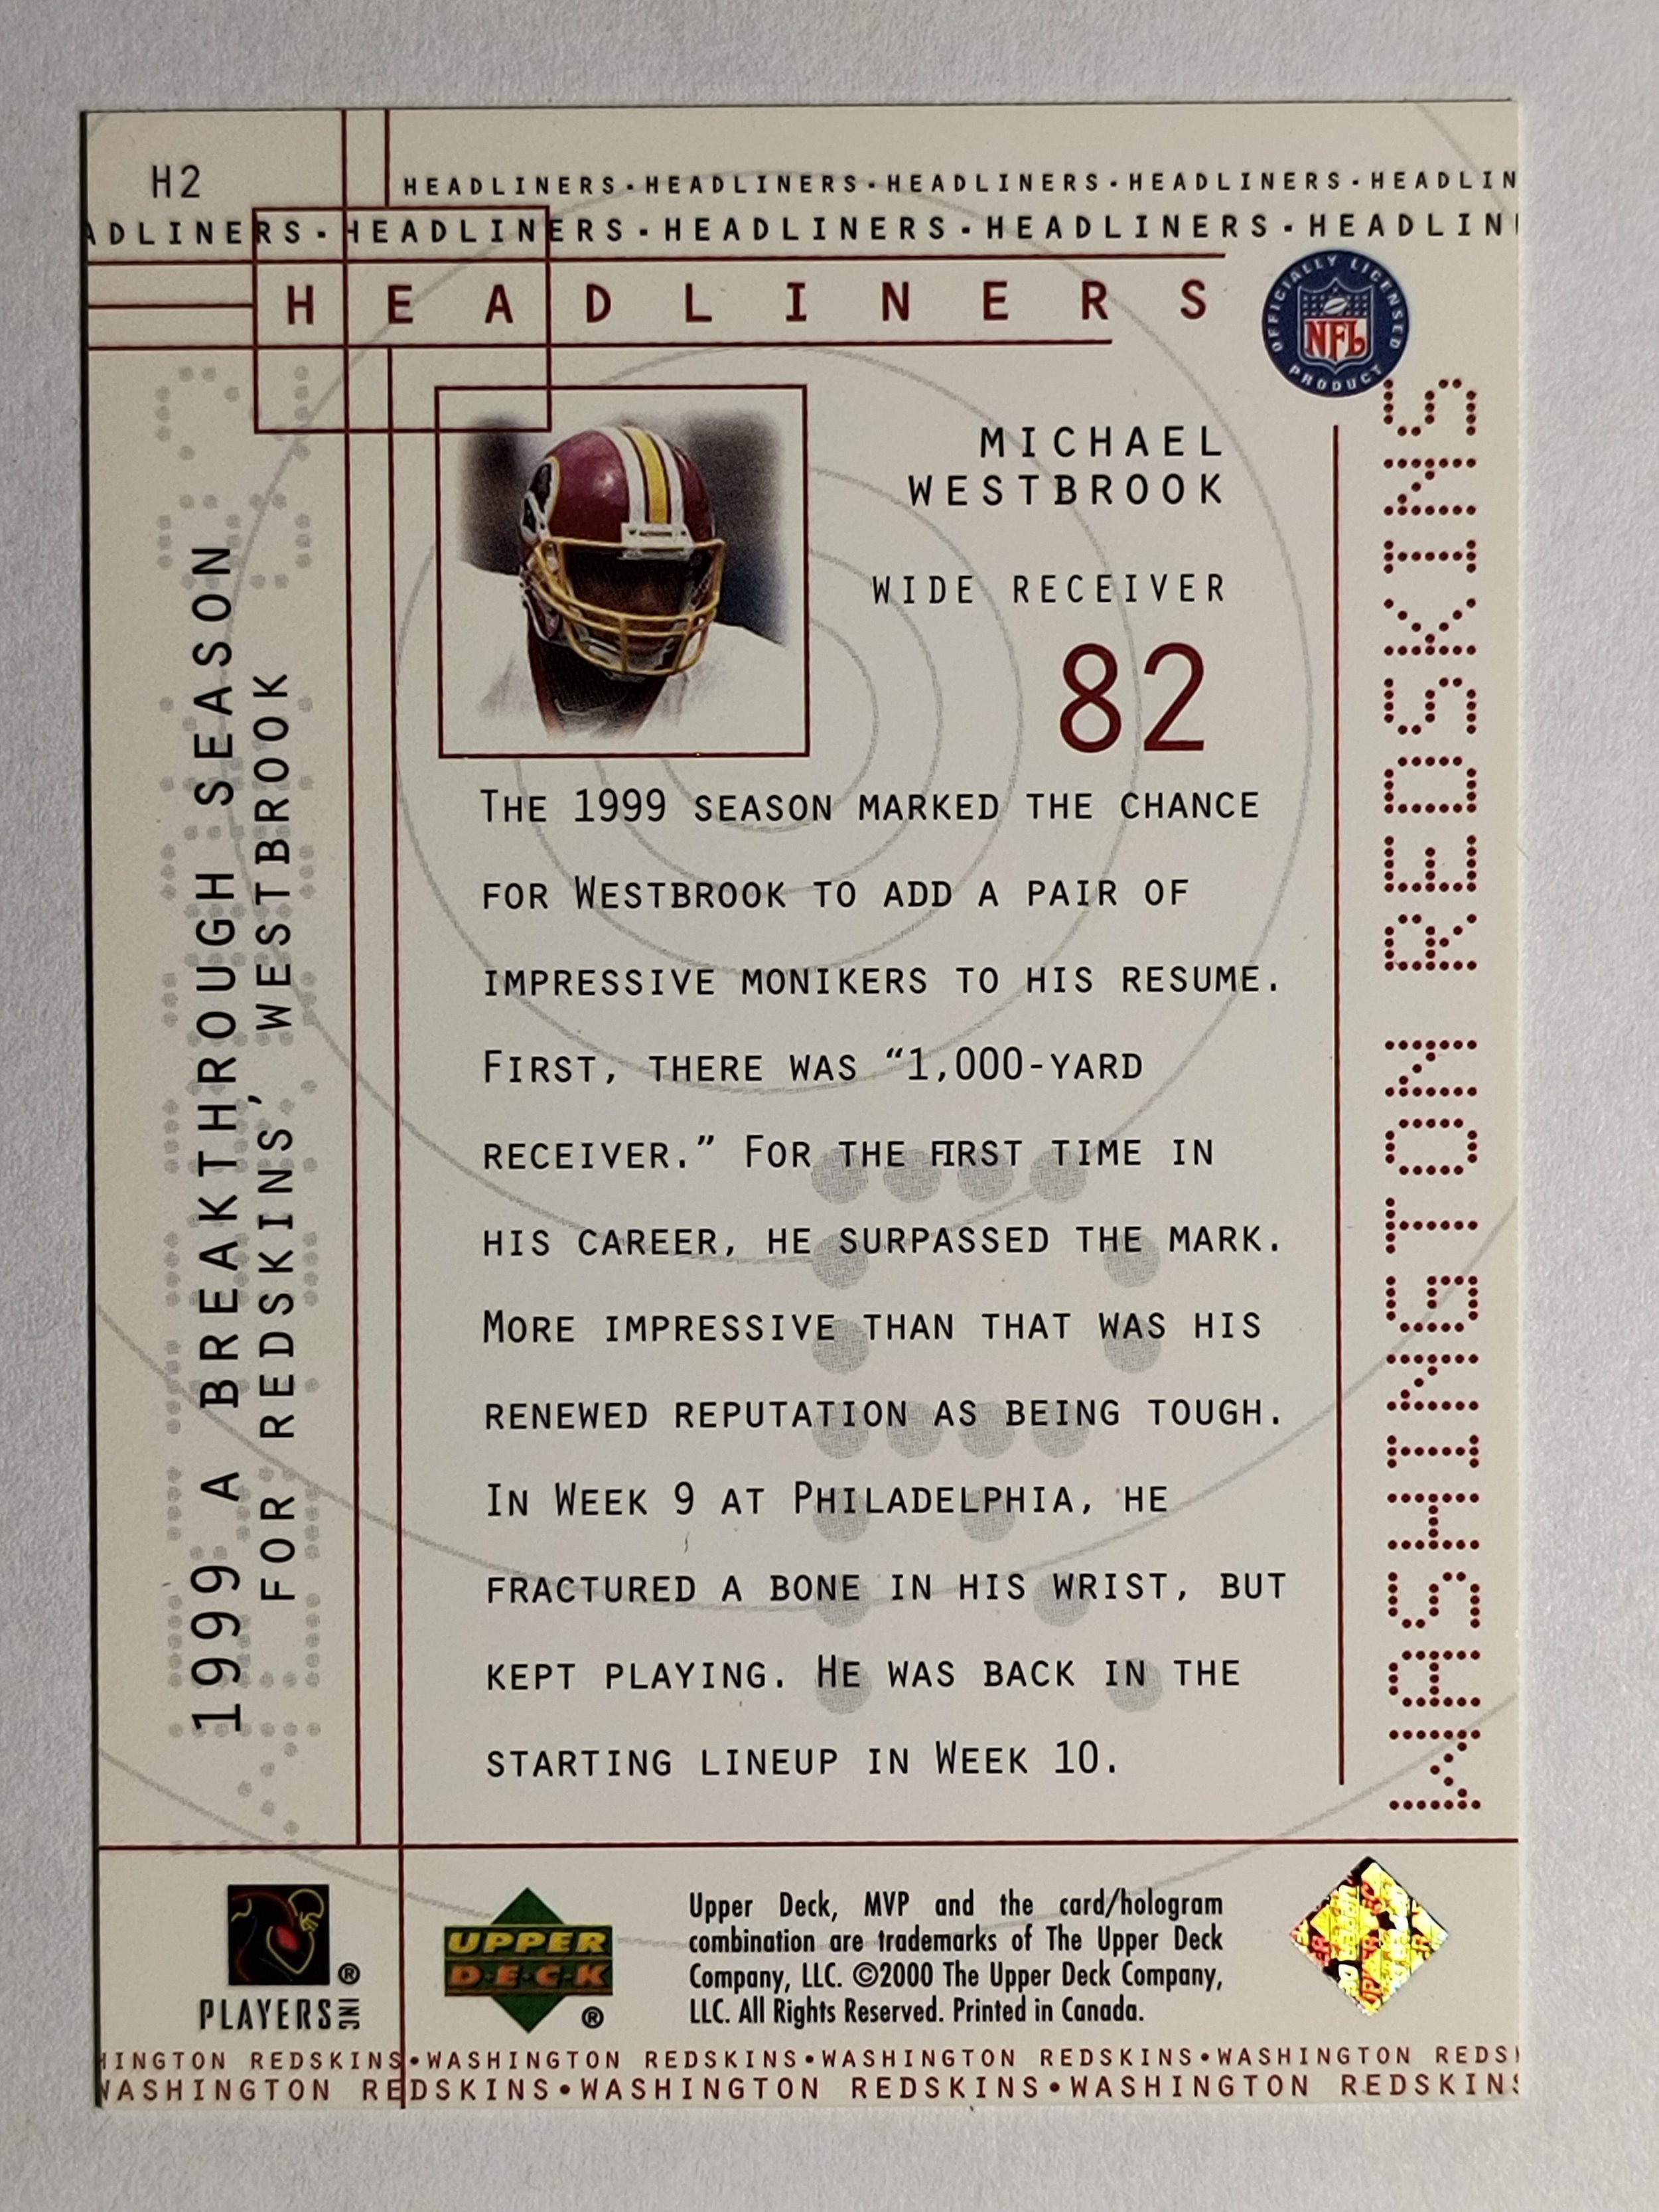 H2
HEADLINERS·HEADLINERS·HEADLINERS·HEADLINERS·HEADLIN
ADLINERS·HEADLINERS·HEADLINERS·HEADLINERS·HEADLIN
HEADLINERS
OFFICIALLY LICENSED
NFL
PRODUCT
MICHAEL
WESTBROOK
WIDE RECEIVER
82
1999 A BREAKTHROUGH SEASON
FOR REDSKINS' WESTBROOK
THE 1999 SEASON MARKED THE CHANCE
FOR WESTBROOK TO ADD A PAIR OF
IMPRESSIVE MONIKERS TO HIS RESUME.
FIRST, THERE WAS “1,000-YARD
RECEIVER.” FOR THE FIRST TIME IN
HIS CAREER, HE SURPASSED THE MARK.
MORE IMPRESSIVE THAN THAT WAS HIS
RENEWED REPUTATION AS BEING TOUGH.
IN WEEK 9 AT PHILADELPHIA, HE
FRACTURED A BONE IN HIS WRIST, BUT
KEPT PLAYING. HE WAS BACK IN THE
STARTING LINEUP IN WEEK 10.
WASHINGTON REDSKINS
PLAYERS INC ®
UPPER
D·E·C·K
®
Upper Deck, MVP and the card/hologram
combination are trademarks of The Upper Deck
Company, LLC. ©2000 The Upper Deck Company,
LLC. All Rights Reserved. Printed in Canada.
HINGTON REDSKINS•WASHINGTON REDSKINS•WASHINGTON REDSKINS•WASHINGTON REDS
WASHINGTON REDSKINS•WASHINGTON REDSKINS•WASHINGTON REDSKINS